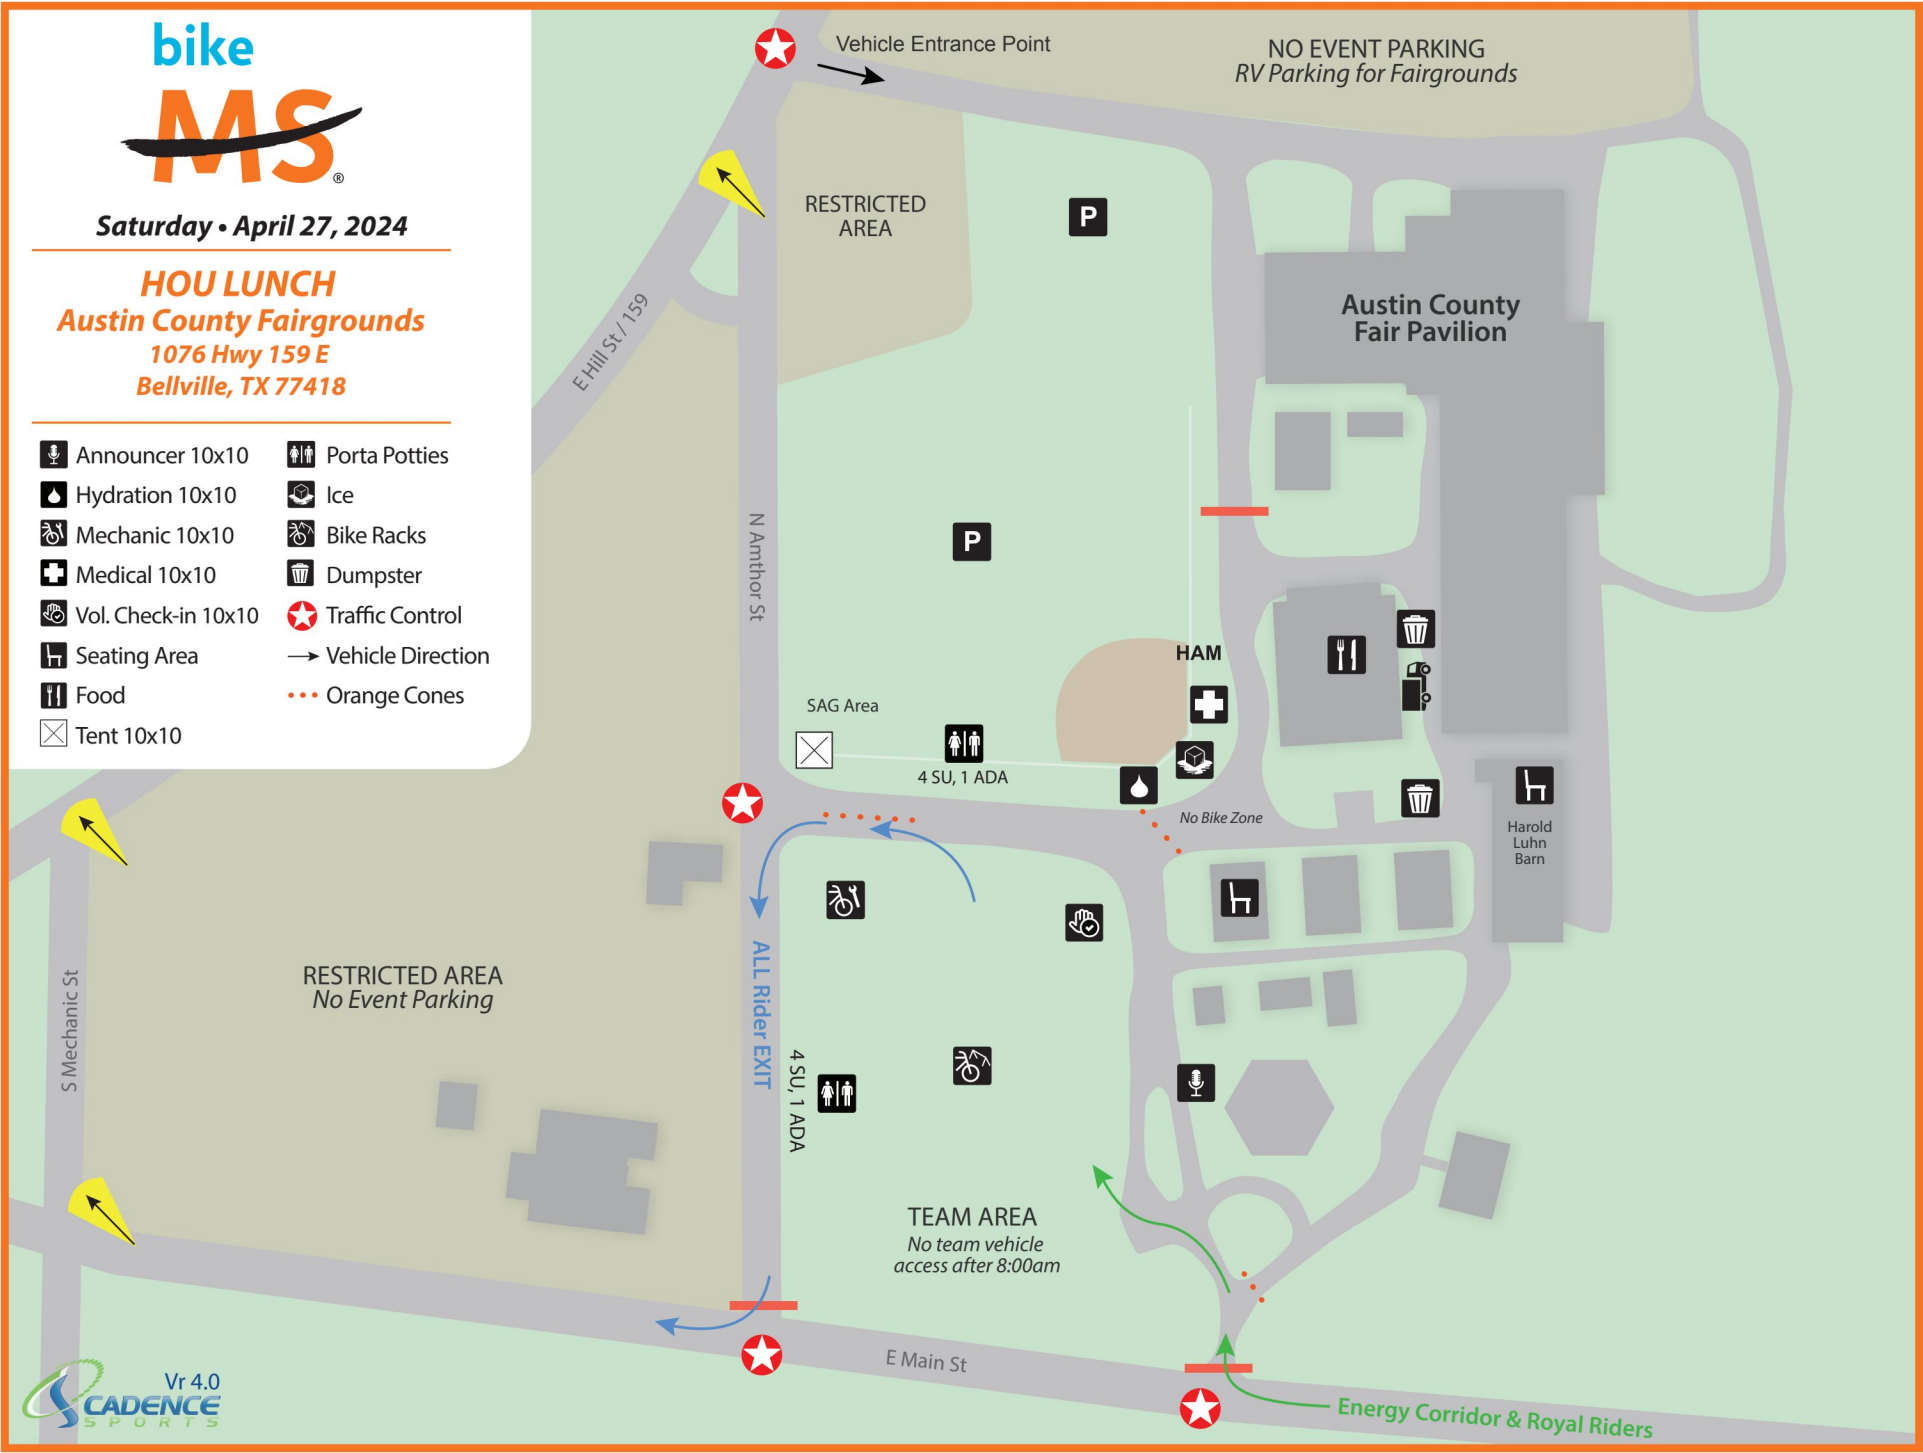 bike
MS®
Saturday • April 27, 2024
HOU LUNCH
Austin County Fairgrounds
1076 Hwy 159 E
Bellville, TX 77418
Announcer 10x10
Hydration 10x10
Mechanic 10x10
Medical 10x10
Vol. Check-in 10x10
Seating Area
Food
Tent 10x10
Porta Potties
Ice
Bike Racks
Dumpster
Traffic Control
Vehicle Direction
Orange Cones
Vehicle Entrance Point
NO EVENT PARKING
RV Parking for Fairgrounds
RESTRICTED
AREA
P
Austin County
Fair Pavilion
E Hill St / 159
N Amthor St
P
HAM
SAG Area
4 SU, 1 ADA
No Bike Zone
Harold
Luhn
Barn
RESTRICTED AREA
No Event Parking
S Mechanic St
ALL Rider EXIT
4 SU, 1 ADA
TEAM AREA
No team vehicle
access after 8:00am
E Main St
Energy Corridor & Royal Riders
Vr 4.0
CADENCE
SPORTS